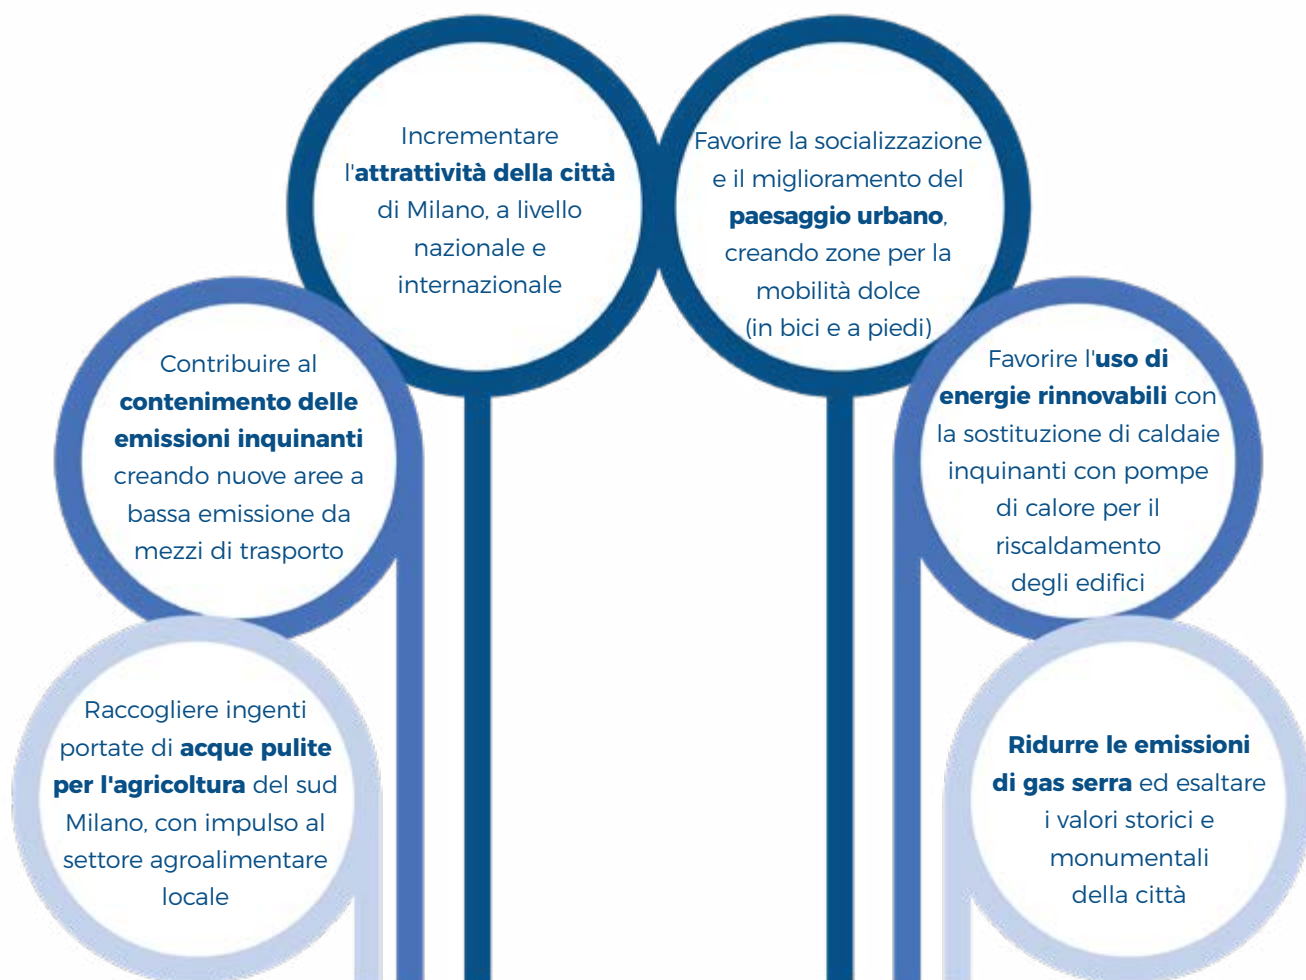 Incrementare
l'attrattività della città
di Milano, a livello
nazionale e
internazionale
Favorire la socializzazione
e il miglioramento del
paesaggio urbano,
creando zone per la
mobilità dolce
(in bici e a piedi)
Contribuire al
contenimento delle
emissioni inquinanti
creando nuove aree a
bassa emissione da
mezzi di trasporto
Favorire l'uso di
energie rinnovabili con
la sostituzione di caldaie
inquinanti con pompe
di calore per il
riscaldamento
degli edifici
Raccogliere ingenti
portate di acque pulite
per l'agricoltura del sud
Milano, con impulso al
settore agroalimentare
locale
Ridurre le emissioni
di gas serra ed esaltare
i valori storici e
monumentali
della città